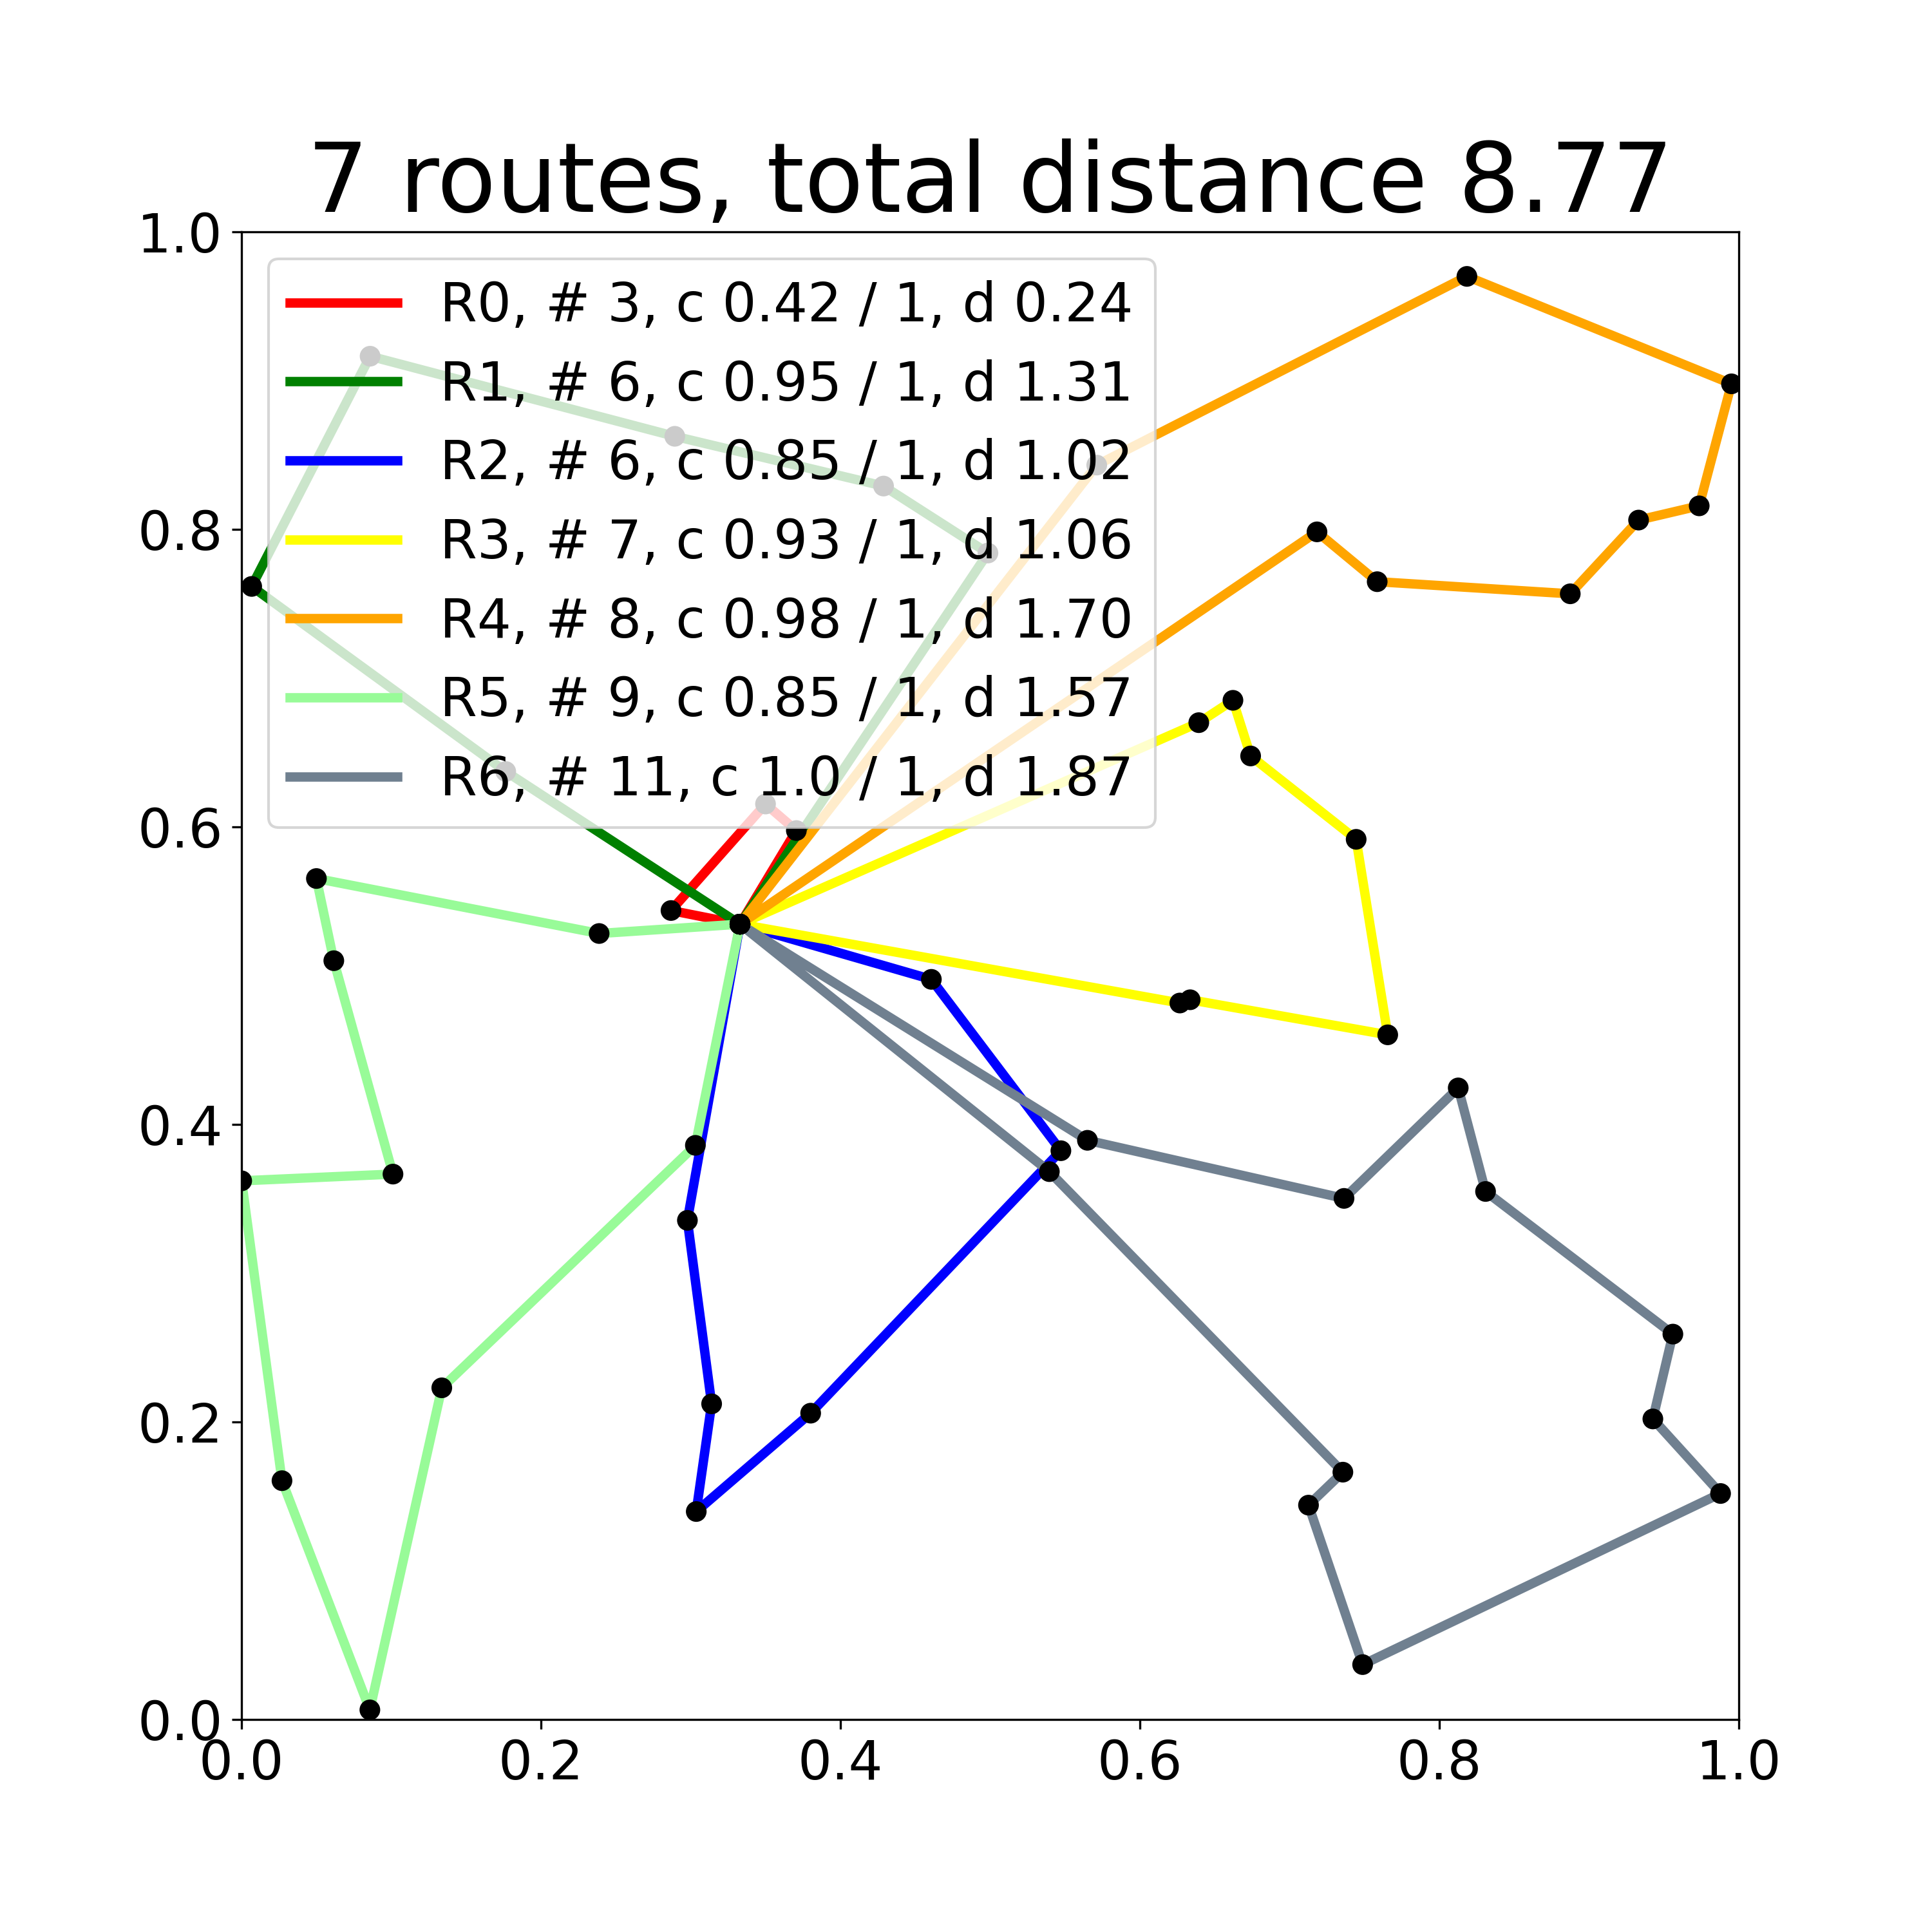 7 routes, total distance 8.77
R0, # 3, c 0.42 / 1, d 0.24
R1, # 6, c 0.95 / 1, d 1.31
R2, # 6, c 0.85 / 1, d 1.02
R3, # 7, c 0.93 / 1, d 1.06
R4, # 8, c 0.98 / 1, d 1.70
R5, # 9, c 0.85 / 1, d 1.57
R6, # 11, c 1.0 / 1, d 1.87
1.0
0.8
0.6
0.4
0.2
0.0
0.0 0.2 0.4 0.6 0.8 1.0